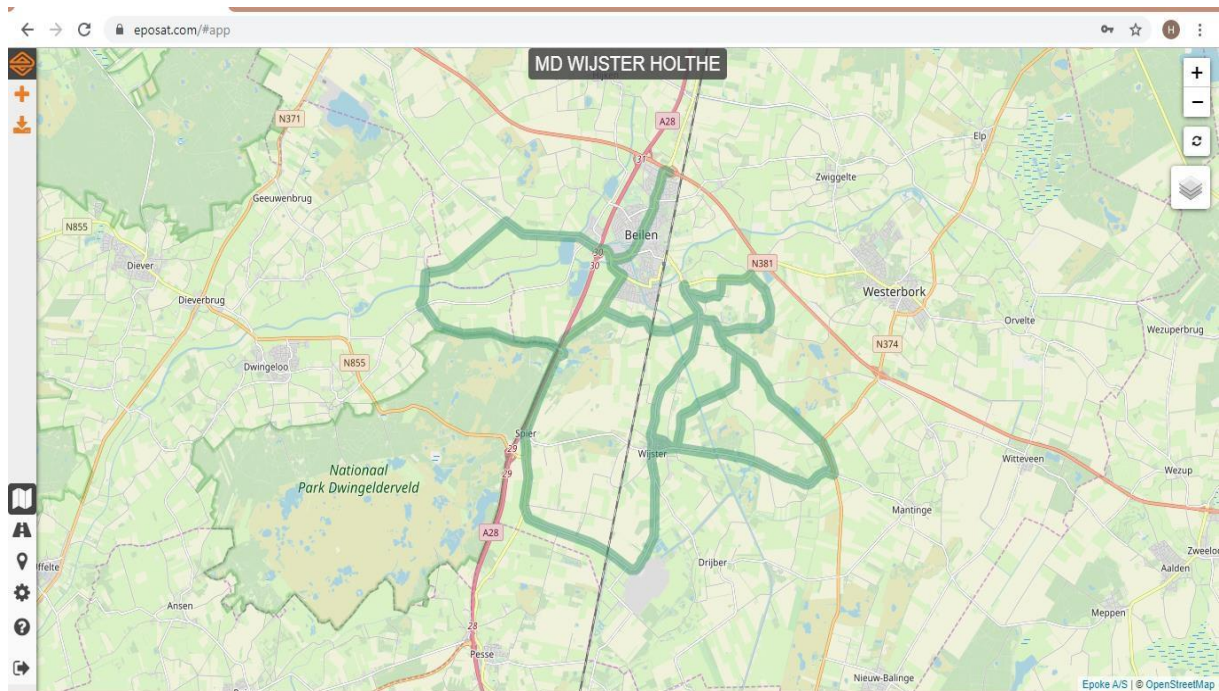 eposat.com/#app
H
MD WIJSTER HOLTHE
+
−
N371
A28
31
Elp
Zwiggelte
Geeuwenbrug
N855
Beilen
Diever
30
30
N381
Dieverbrug
Westerbork
Orvelte
Wezuperbrug
N374
N855
Dwingeloo
Spier
29
29
Wijster
Witteveen
Wezup
Nationaal
Park Dwingelderveld
Mantinge
A28
Drijber
Zweeloo
Aalden
Ansen
Meppen
28
Pesse
Nieuw-Balinge
Epoke A/S | © OpenStreetMap